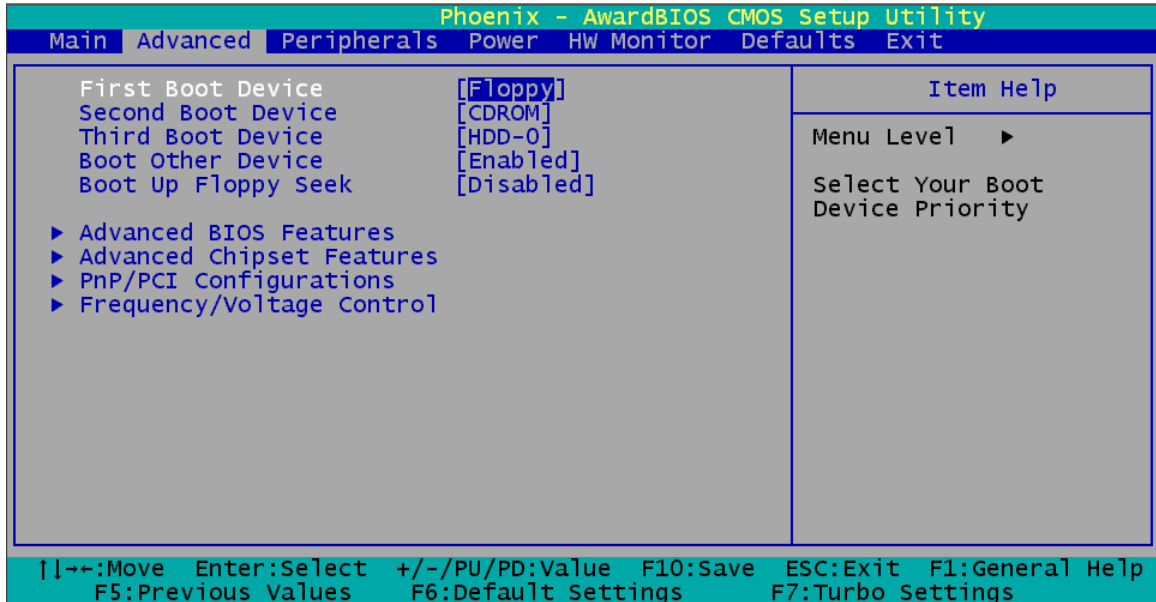 Phoenix - AwardBIOS CMOS Setup Utility
Main Advanced Peripherals Power HW Monitor Defaults Exit
First Boot Device [Floppy]
Second Boot Device [CDROM]
Third Boot Device [HDD-0]
Boot Other Device [Enabled]
Boot Up Floppy Seek [Disabled]
▶ Advanced BIOS Features
▶ Advanced Chipset Features
▶ PnP/PCI Configurations
▶ Frequency/Voltage Control
Item Help
Menu Level ▶
Select Your Boot
Device Priority
↑↓→←:Move Enter:Select +/-/PU/PD:Value F10:Save ESC:Exit F1:General Help
F5:Previous Values F6:Default Settings F7:Turbo Settings